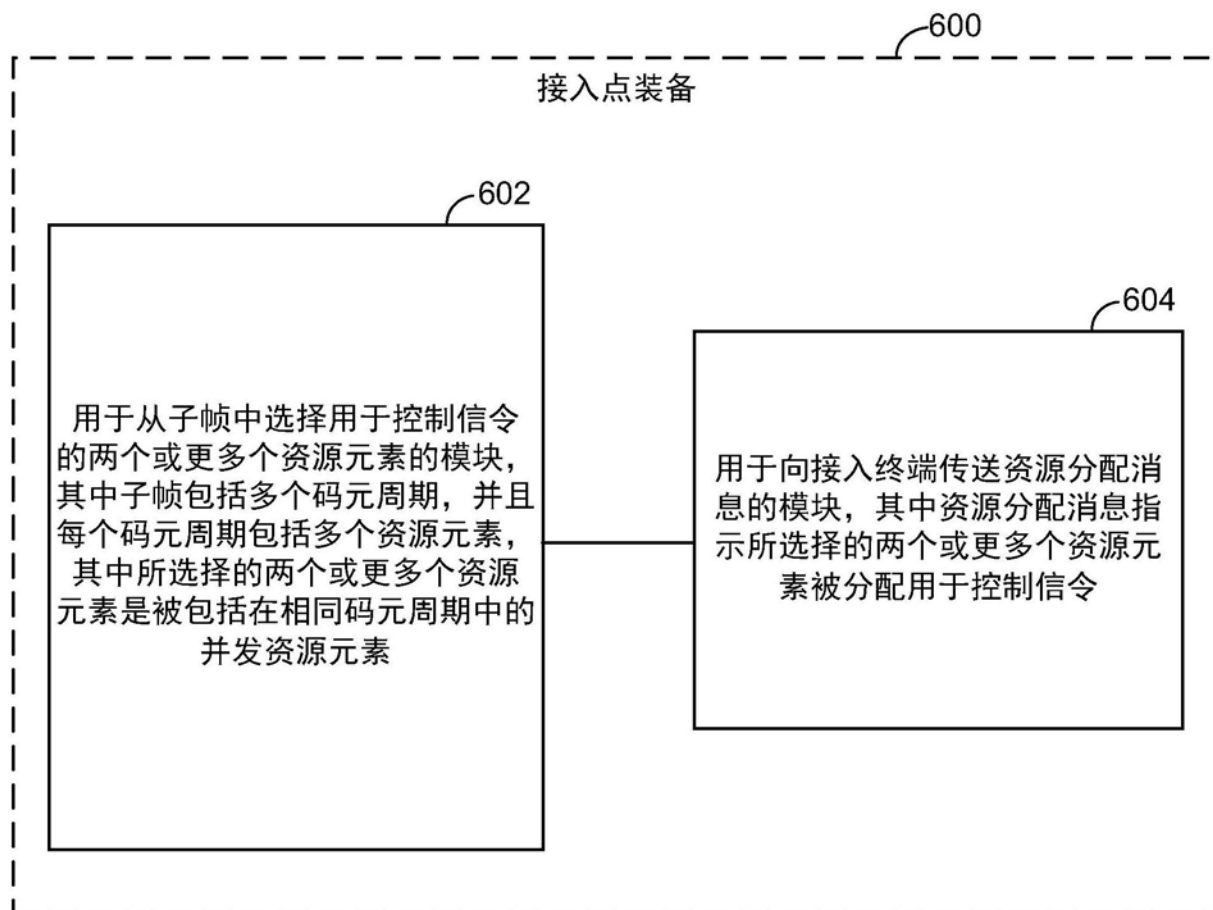 600
接入点装备
602
用于从子帧中选择用于控制信令
的两个或更多个资源元素的模块，
其中子帧包括多个码元周期，并且
每个码元周期包括多个资源元素，
其中所选择的两个或更多个资源
元素是被包括在相同码元周期中的
并发资源元素
604
用于向接入终端传送资源分配消
息的模块，其中资源分配消息指
示所选择的两个或更多个资源元
素被分配用于控制信令